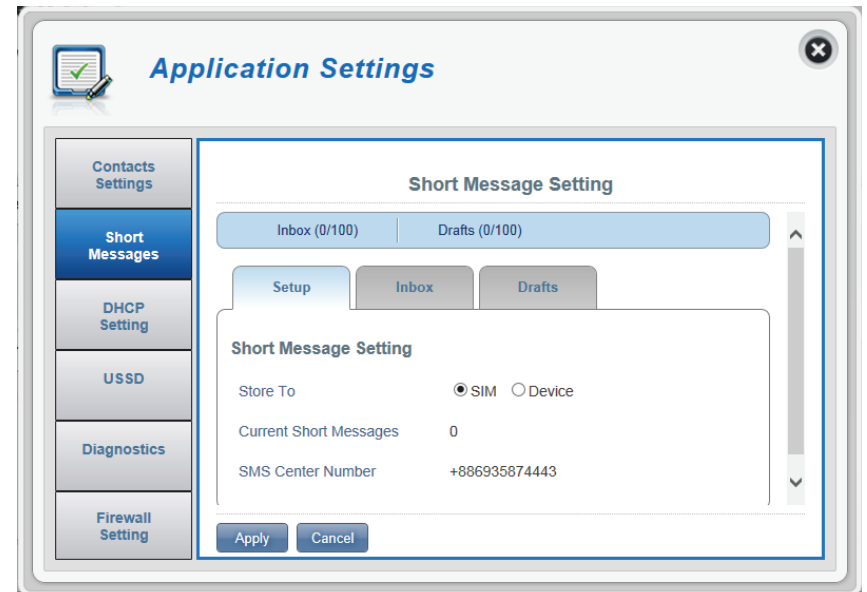 Application Settings
Contacts
Settings
Short
Messages
DHCP
Setting
USSD
Diagnostics
Firewall
Setting
Short Message Setting
Inbox (0/100) Drafts (0/100)
Setup Inbox Drafts
Short Message Setting
Store To SIM Device
Current Short Messages 0
SMS Center Number +886935874443
Apply Cancel